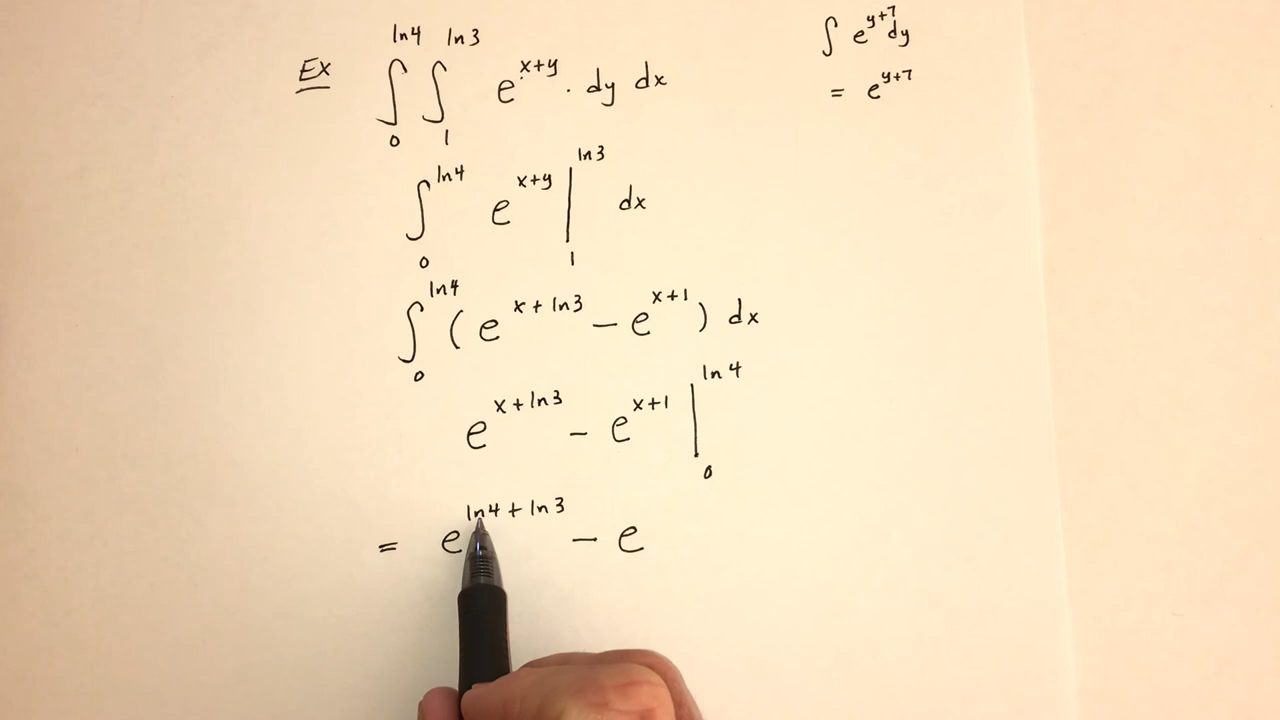 Ex ∫₀^ln4 ∫₁^ln3 e^x+y · dy dx
∫₀^ln4 e^x+y |₁^ln3 dx
∫₀^ln4 (e^x+ln3 − e^x+1) dx
e^x+ln3 − e^x+1 |₀^ln4
= e^ln4+ln3 − e
∫ e^y+7 dy
= e^y+7